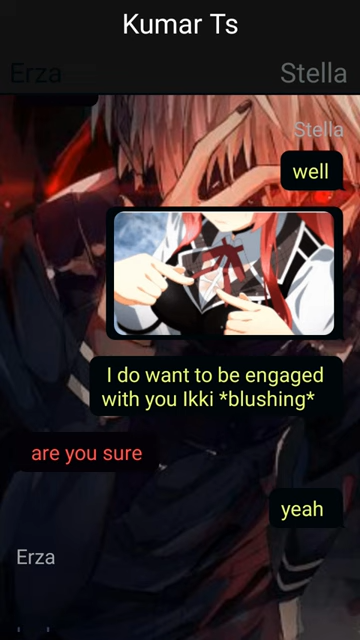 Kumar Ts
Erza
Stella
Stella
well
I do want to be engaged
with you Ikki *blushing*
are you sure
yeah
Erza